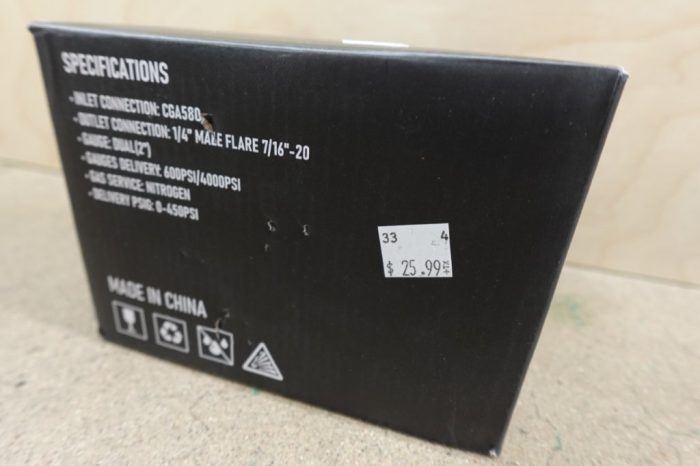 SPECIFICATIONS
-INLET CONNECTION: CGA580
-OUTLET CONNECTION: 1/4" MALE FLARE 7/16"-20
-GAUGE: DUAL(2")
-GAUGES DELIVERY: 600PSI/4000PSI
-GAS SERVICE: NITROGEN
-DELIVERY PSIG: 0-450PSI
33 4
$ 25.99 +TX
MADE IN CHINA